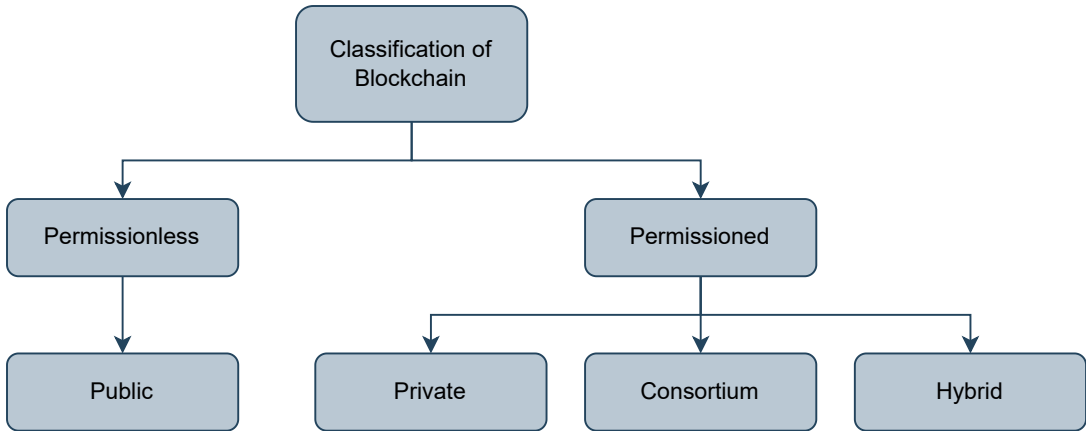 Classification of
Blockchain
Permissionless
Permissioned
Public
Private
Consortium
Hybrid